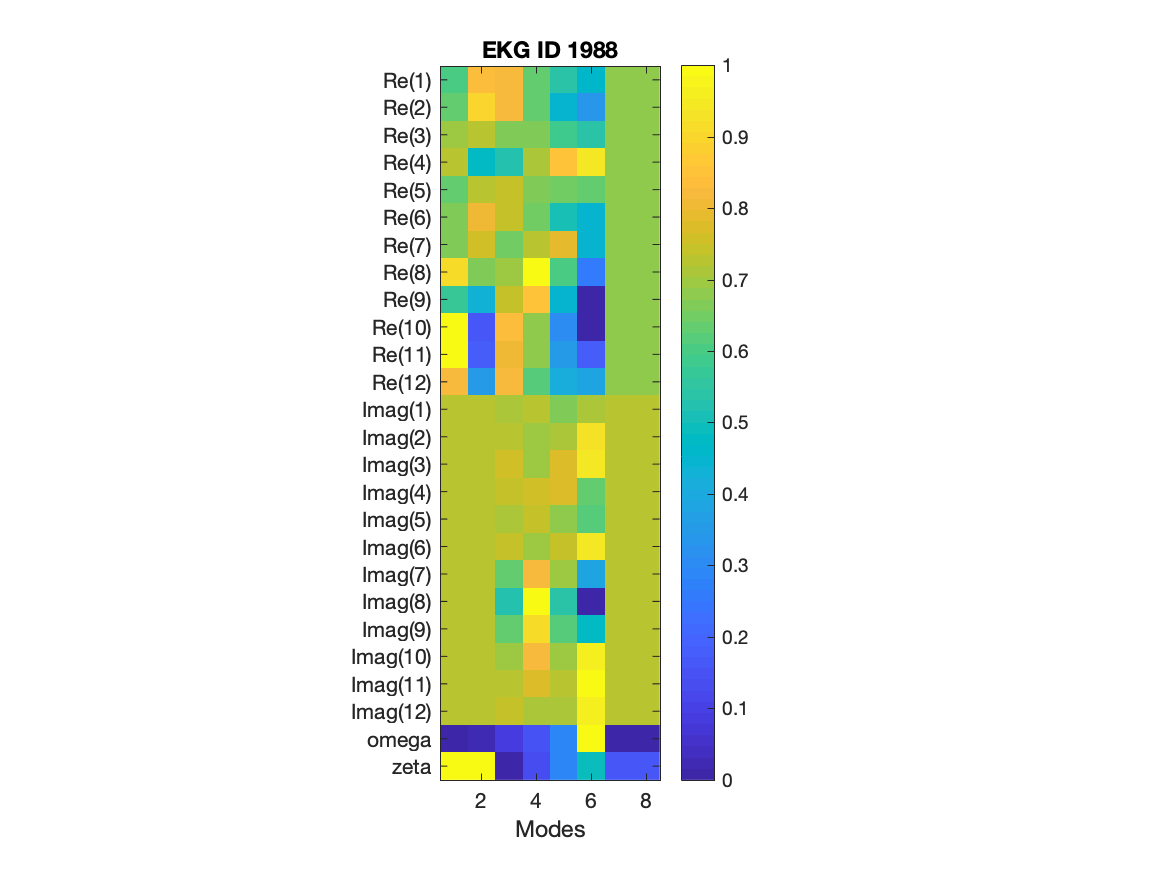 EKG ID 1988
Re(1)
Re(2)
Re(3)
Re(4)
Re(5)
Re(6)
Re(7)
Re(8)
Re(9)
Re(10)
Re(11)
Re(12)
Imag(1)
Imag(2)
Imag(3)
Imag(4)
Imag(5)
Imag(6)
Imag(7)
Imag(8)
Imag(9)
Imag(10)
Imag(11)
Imag(12)
omega
zeta
2 4 6 8
Modes
1
0.9
0.8
0.7
0.6
0.5
0.4
0.3
0.2
0.1
0